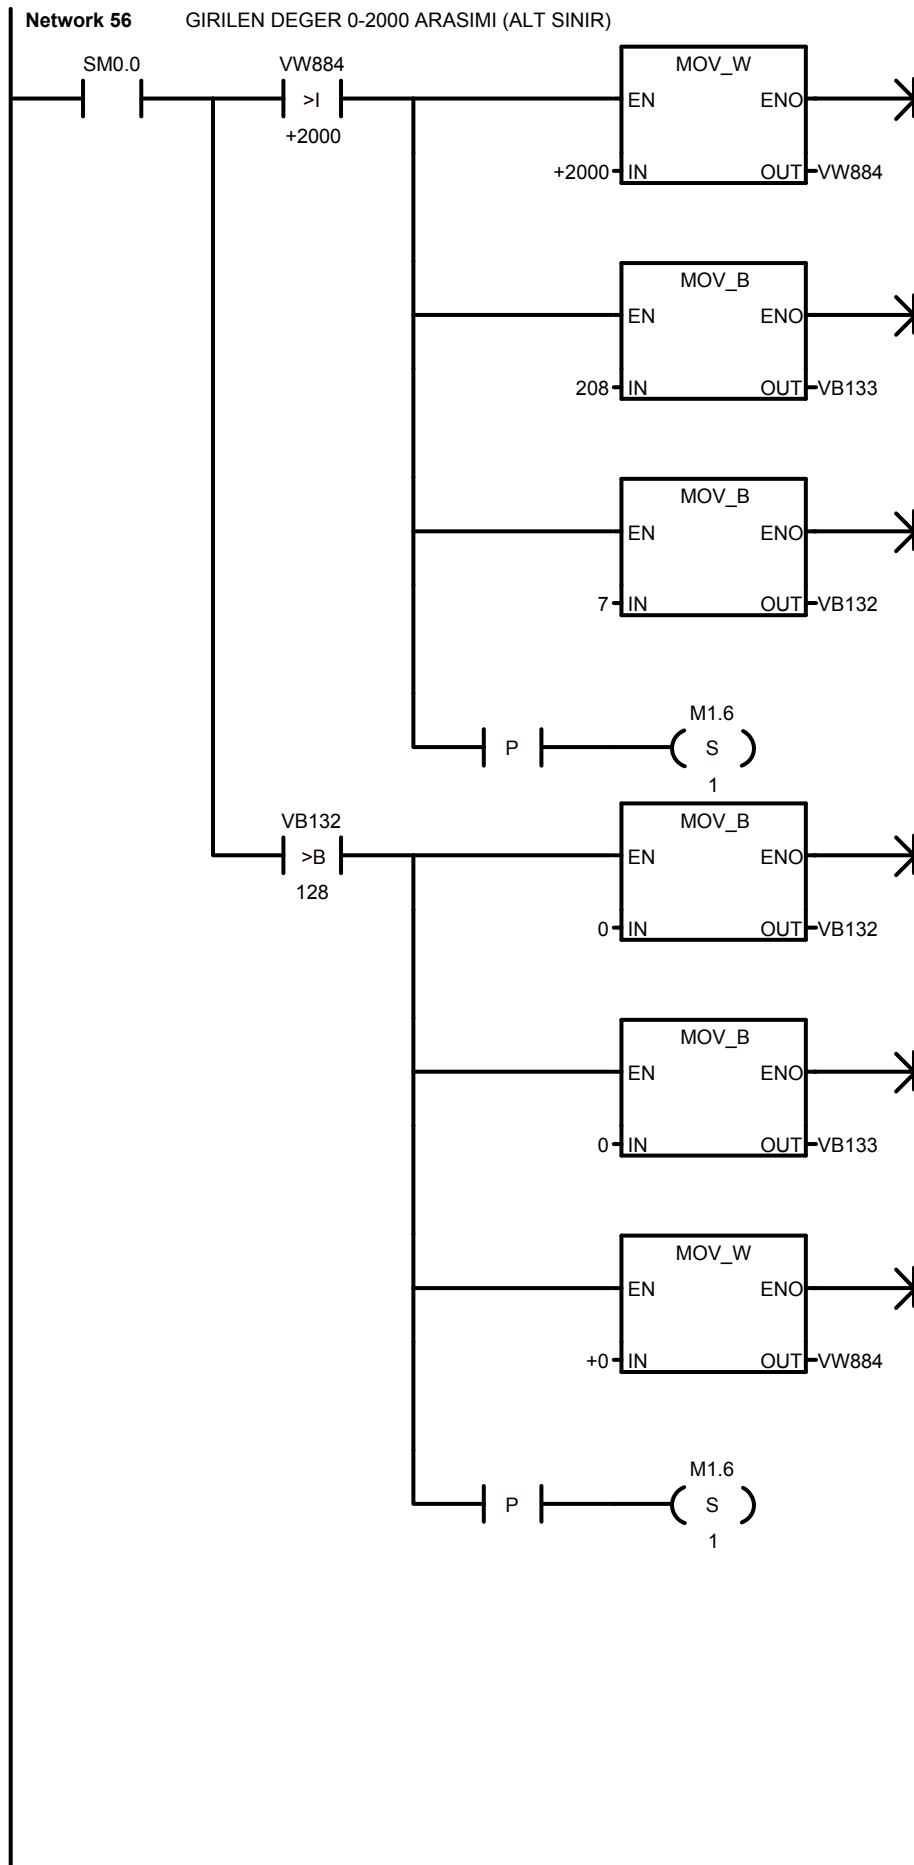 Network 56 GIRILEN DEGER 0-2000 ARASIMI (ALT SINIR)
SM0.0
VW884
>I
+2000
MOV_W
EN ENO
+2000 IN OUT VW884
MOV_B
EN ENO
208 IN OUT VB133
MOV_B
EN ENO
7 IN OUT VB132
P
M1.6
S
1
VB132
>B
128
MOV_B
EN ENO
0 IN OUT VB132
MOV_B
EN ENO
0 IN OUT VB133
MOV_W
EN ENO
+0 IN OUT VW884
P
M1.6
S
1